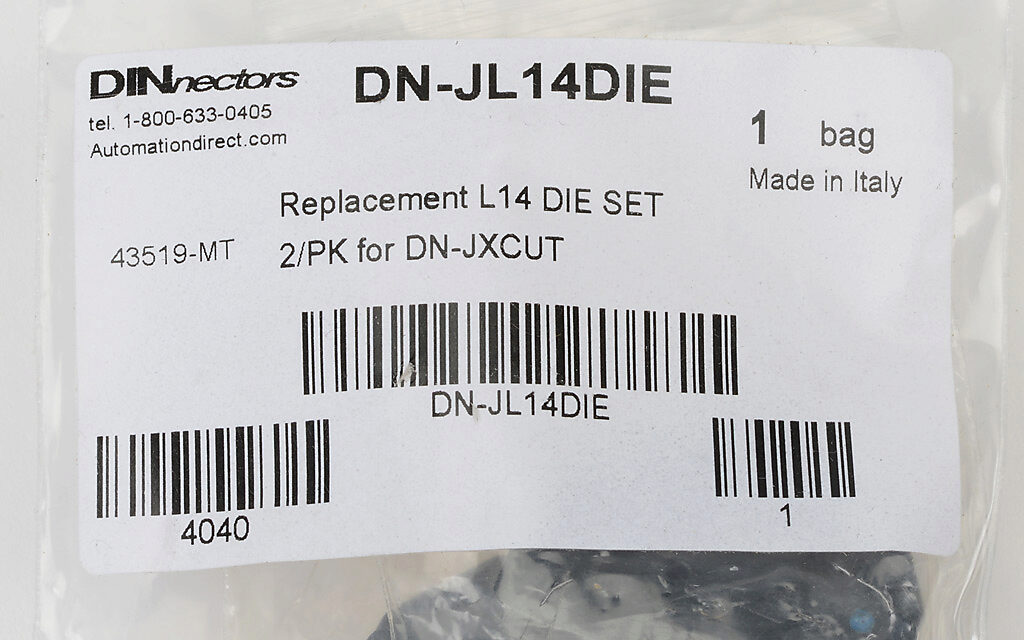 DINnectors
DN-JL14DIE
tel. 1-800-633-0405
Automationdirect.com
1 bag
Made in Italy
Replacement L14 DIE SET
43519-MT 2/PK for DN-JXCUT
DN-JL14DIE
4040
1